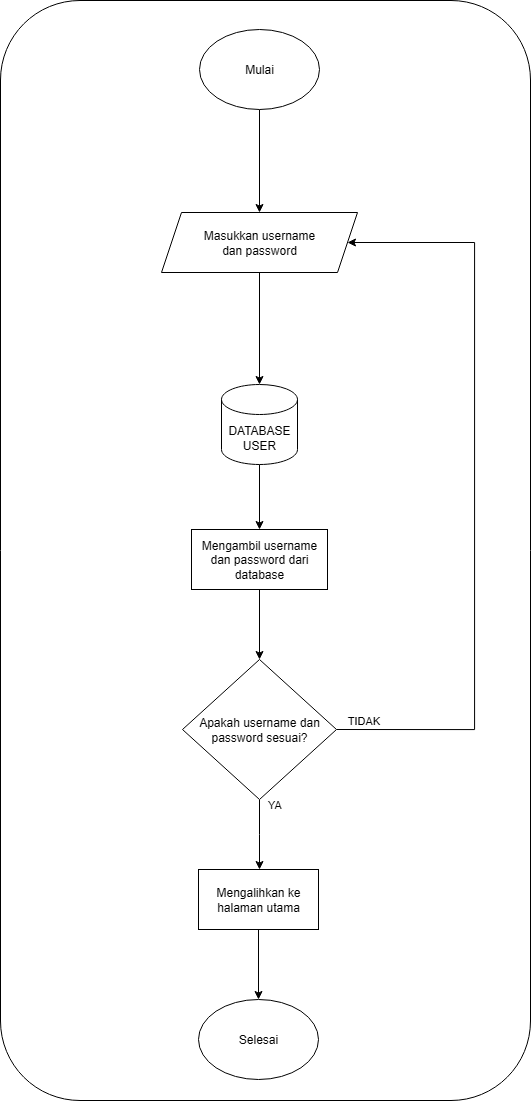 Mulai
Masukkan username
dan password
DATABASE
USER
Mengambil username
dan password dari
database
Apakah username dan
password sesuai?
TIDAK
YA
Mengalihkan ke
halaman utama
Selesai